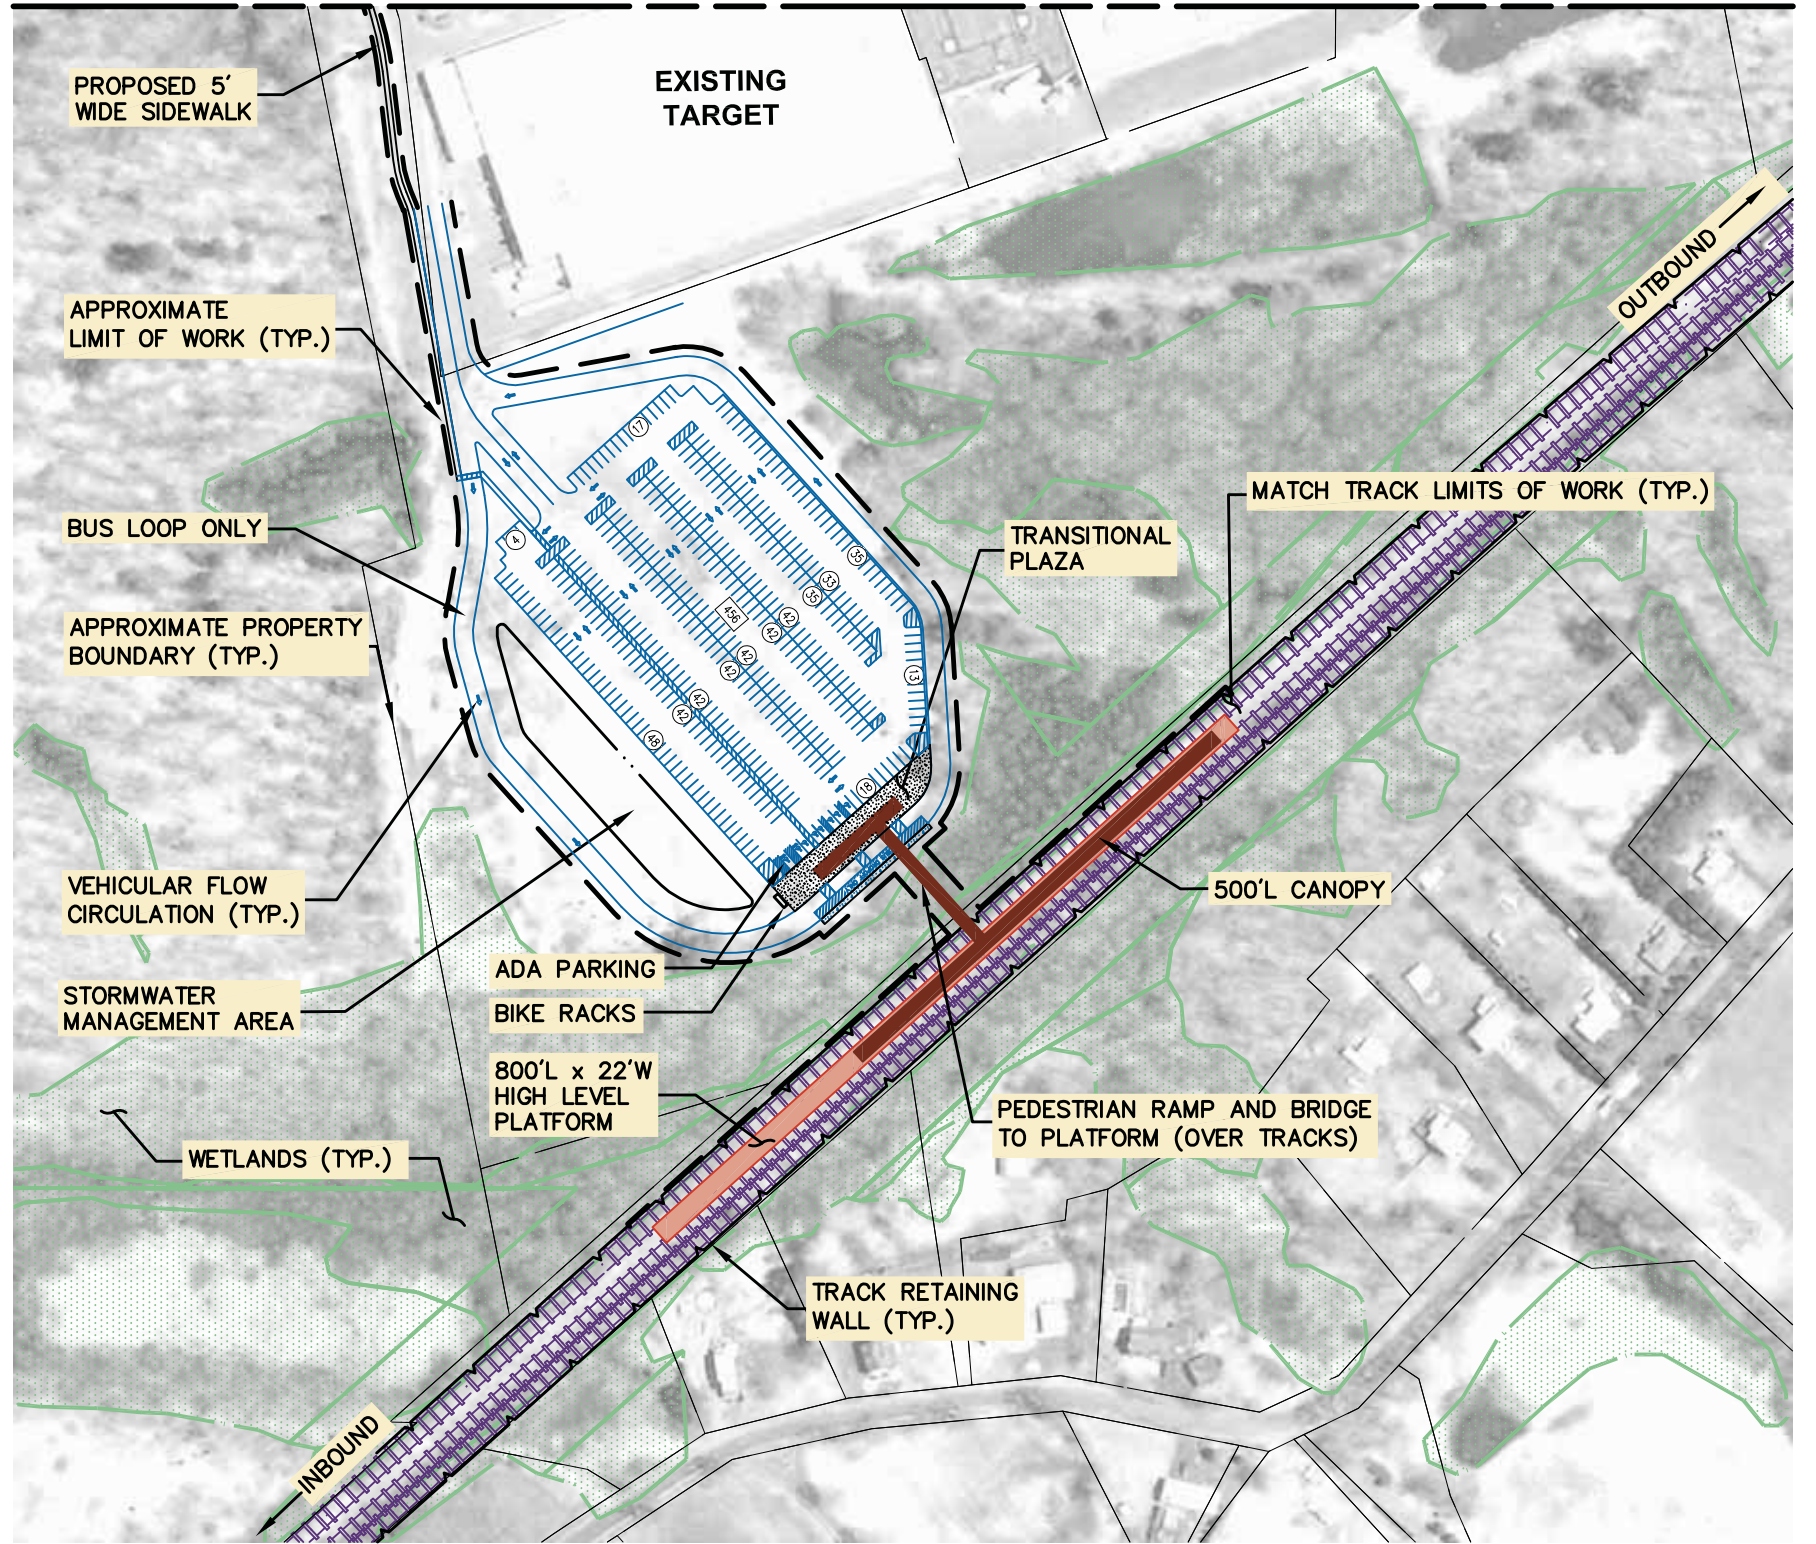 PROPOSED 5'
WIDE SIDEWALK
EXISTING
TARGET
OUTBOUND
APPROXIMATE
LIMIT OF WORK (TYP.)
17
MATCH TRACK LIMITS OF WORK (TYP.)
BUS LOOP ONLY
4
35
TRANSITIONAL
PLAZA
33
35
456
42
42
42
42
42
42
13
48
18
APPROXIMATE PROPERTY
BOUNDARY (TYP.)
VEHICULAR FLOW
CIRCULATION (TYP.)
500'L CANOPY
STORMWATER
MANAGEMENT AREA
ADA PARKING
BIKE RACKS
800'L x 22'W
HIGH LEVEL
PLATFORM
PEDESTRIAN RAMP AND BRIDGE
TO PLATFORM (OVER TRACKS)
WETLANDS (TYP.)
TRACK RETAINING
WALL (TYP.)
INBOUND